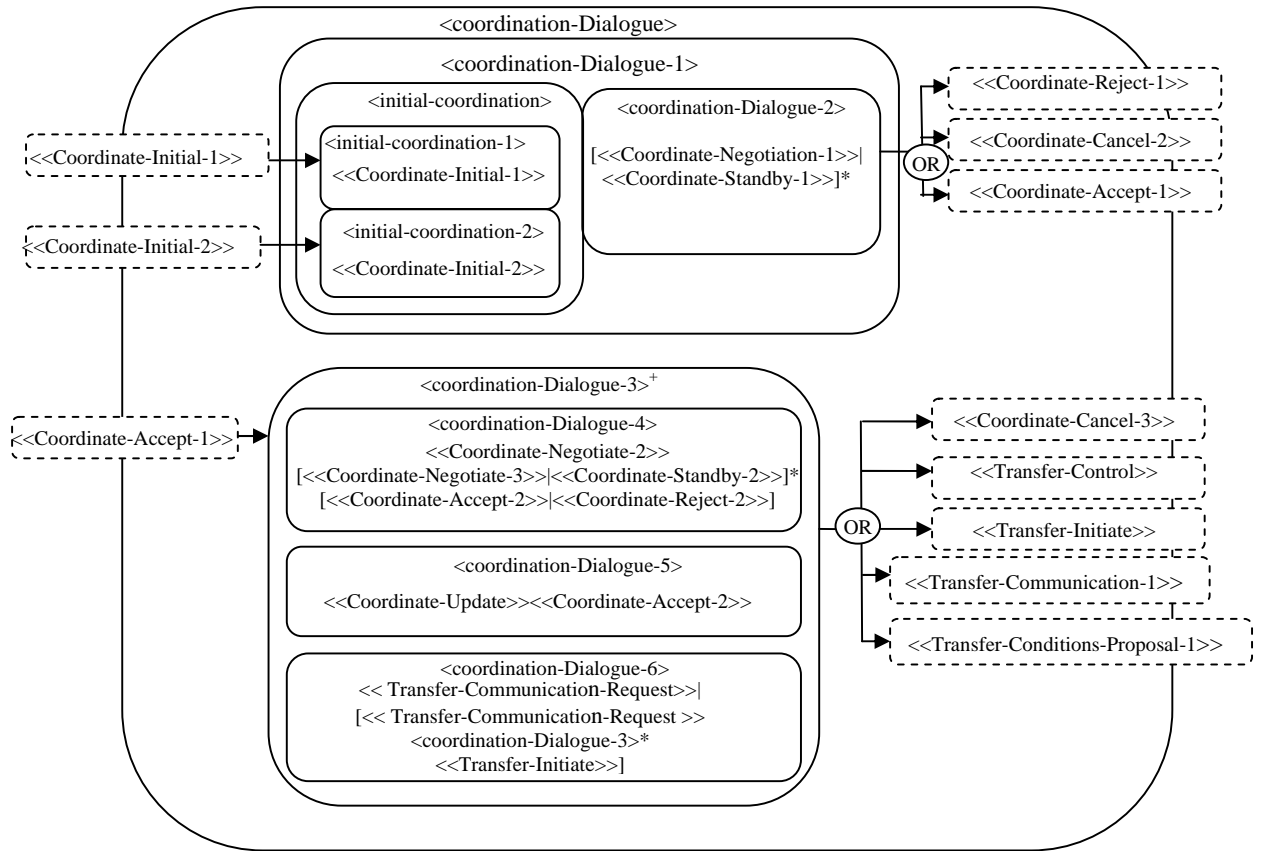 <coordination-Dialogue>
<coordination-Dialogue-1>
<initial-coordination>
<<Coordinate-Initial-1>>
<initial-coordination-1>
<<Coordinate-Initial-1>>
<<Coordinate-Initial-2>>
<initial-coordination-2>
<<Coordinate-Initial-2>>
<coordination-Dialogue-2>
[<<Coordinate-Negotiation-1>>|
<<Coordinate-Standby-1>>]*
OR
<<Coordinate-Reject-1>>
<<Coordinate-Cancel-2>>
<<Coordinate-Accept-1>>
<<Coordinate-Accept-1>>
<coordination-Dialogue-3>+
<coordination-Dialogue-4>
<<Coordinate-Negotiate-2>>
[<<Coordinate-Negotiate-3>>|<<Coordinate-Standby-2>>]*
[<<Coordinate-Accept-2>>|<<Coordinate-Reject-2>>]
<coordination-Dialogue-5>
<<Coordinate-Update>><<Coordinate-Accept-2>>
<coordination-Dialogue-6>
<< Transfer-Communication-Request>>|
[<< Transfer-Communication-Request >>
<coordination-Dialogue-3>*
<<Transfer-Initiate>>]
OR
<<Coordinate-Cancel-3>>
<<Transfer-Control>>
<<Transfer-Initiate>>
<<Transfer-Communication-1>>
<<Transfer-Conditions-Proposal-1>>